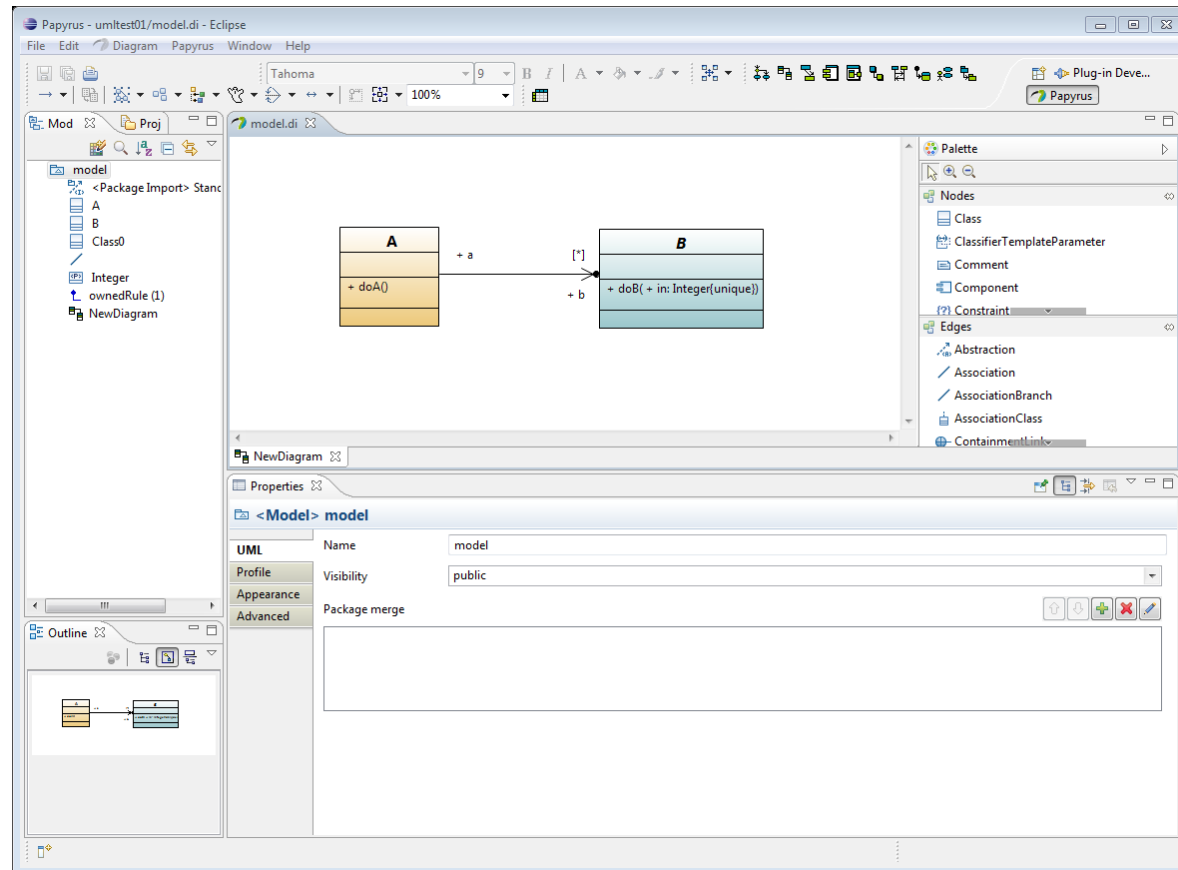 Papyrus - umltest01/model.di - Eclipse
File Edit Diagram Papyrus Window Help
Tahoma 9 B I A Plug-in Deve...
100% Papyrus
Mod Proj
model
<Package Import> Stand
A
B
Class0
Integer
ownedRule (1)
NewDiagram
model.di
A
+ doA()
+ a
[*]
+ b
B
+ doB( + in: Integer{unique})
Palette
Nodes
Class
ClassifierTemplateParameter
Comment
Component
{?} Constraint
Edges
Abstraction
Association
AssociationBranch
AssociationClass
ContainmentLink
NewDiagram
Properties
<Model> model
UML
Profile
Appearance
Advanced
Name model
Visibility public
Package merge
Outline